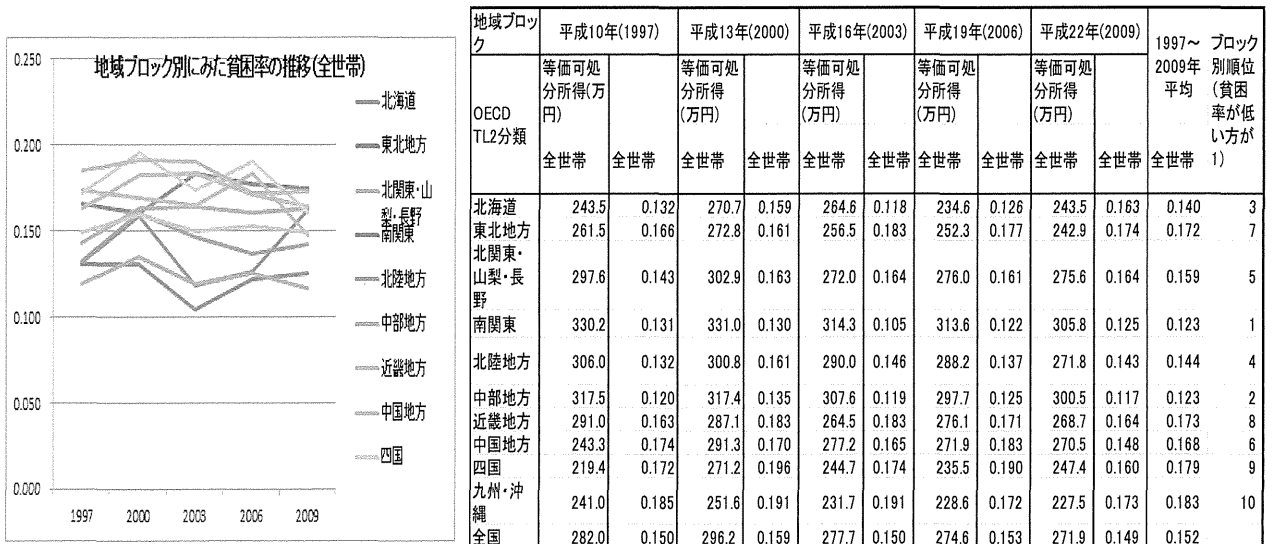 地域ブロック別にみた貧困率の推移(全世帯)
0.250
0.200
0.150
0.100
0.050
0.000
1997 2000 2003 2006 2009
北海道
東北地方
北関東・山
梨・長野
南関東
北陸地方
中部地方
近畿地方
中国地方
四国
地域ブロック 平成10年(1997) 平成13年(2000) 平成16年(2003) 平成19年(2006) 平成22年(2009) 1997～2009年平均 ブロック別順位(貧困率が低い方が1)
OECD TL2分類 等価可処分所得(万円) 等価可処分所得(万円) 等価可処分所得(万円) 等価可処分所得(万円) 等価可処分所得(万円)
全世帯 全世帯 全世帯 全世帯 全世帯 全世帯 全世帯 全世帯 全世帯 全世帯 全世帯
北海道 243.5 0.132 270.7 0.159 264.6 0.118 234.6 0.126 243.5 0.163 0.140 3
東北地方 261.5 0.166 272.8 0.161 256.5 0.183 252.3 0.177 242.9 0.174 0.172 7
北関東・山梨・長野 297.6 0.143 302.9 0.163 272.0 0.164 276.0 0.161 275.6 0.164 0.159 5
南関東 330.2 0.131 331.0 0.130 314.3 0.105 313.6 0.122 305.8 0.125 0.123 1
北陸地方 306.0 0.132 300.8 0.161 290.0 0.146 288.2 0.137 271.8 0.143 0.144 4
中部地方 317.5 0.120 317.4 0.135 307.6 0.119 297.7 0.125 300.5 0.117 0.123 2
近畿地方 291.0 0.163 287.1 0.183 264.5 0.183 276.1 0.171 268.7 0.164 0.173 8
中国地方 243.3 0.174 291.3 0.170 277.2 0.165 271.9 0.183 270.5 0.148 0.168 6
四国 219.4 0.172 271.2 0.196 244.7 0.174 235.5 0.190 247.4 0.160 0.179 9
九州・沖縄 241.0 0.185 251.6 0.191 231.7 0.191 228.6 0.172 227.5 0.173 0.183 10
全国 282.0 0.150 296.2 0.159 277.7 0.150 274.6 0.153 271.9 0.149 0.152